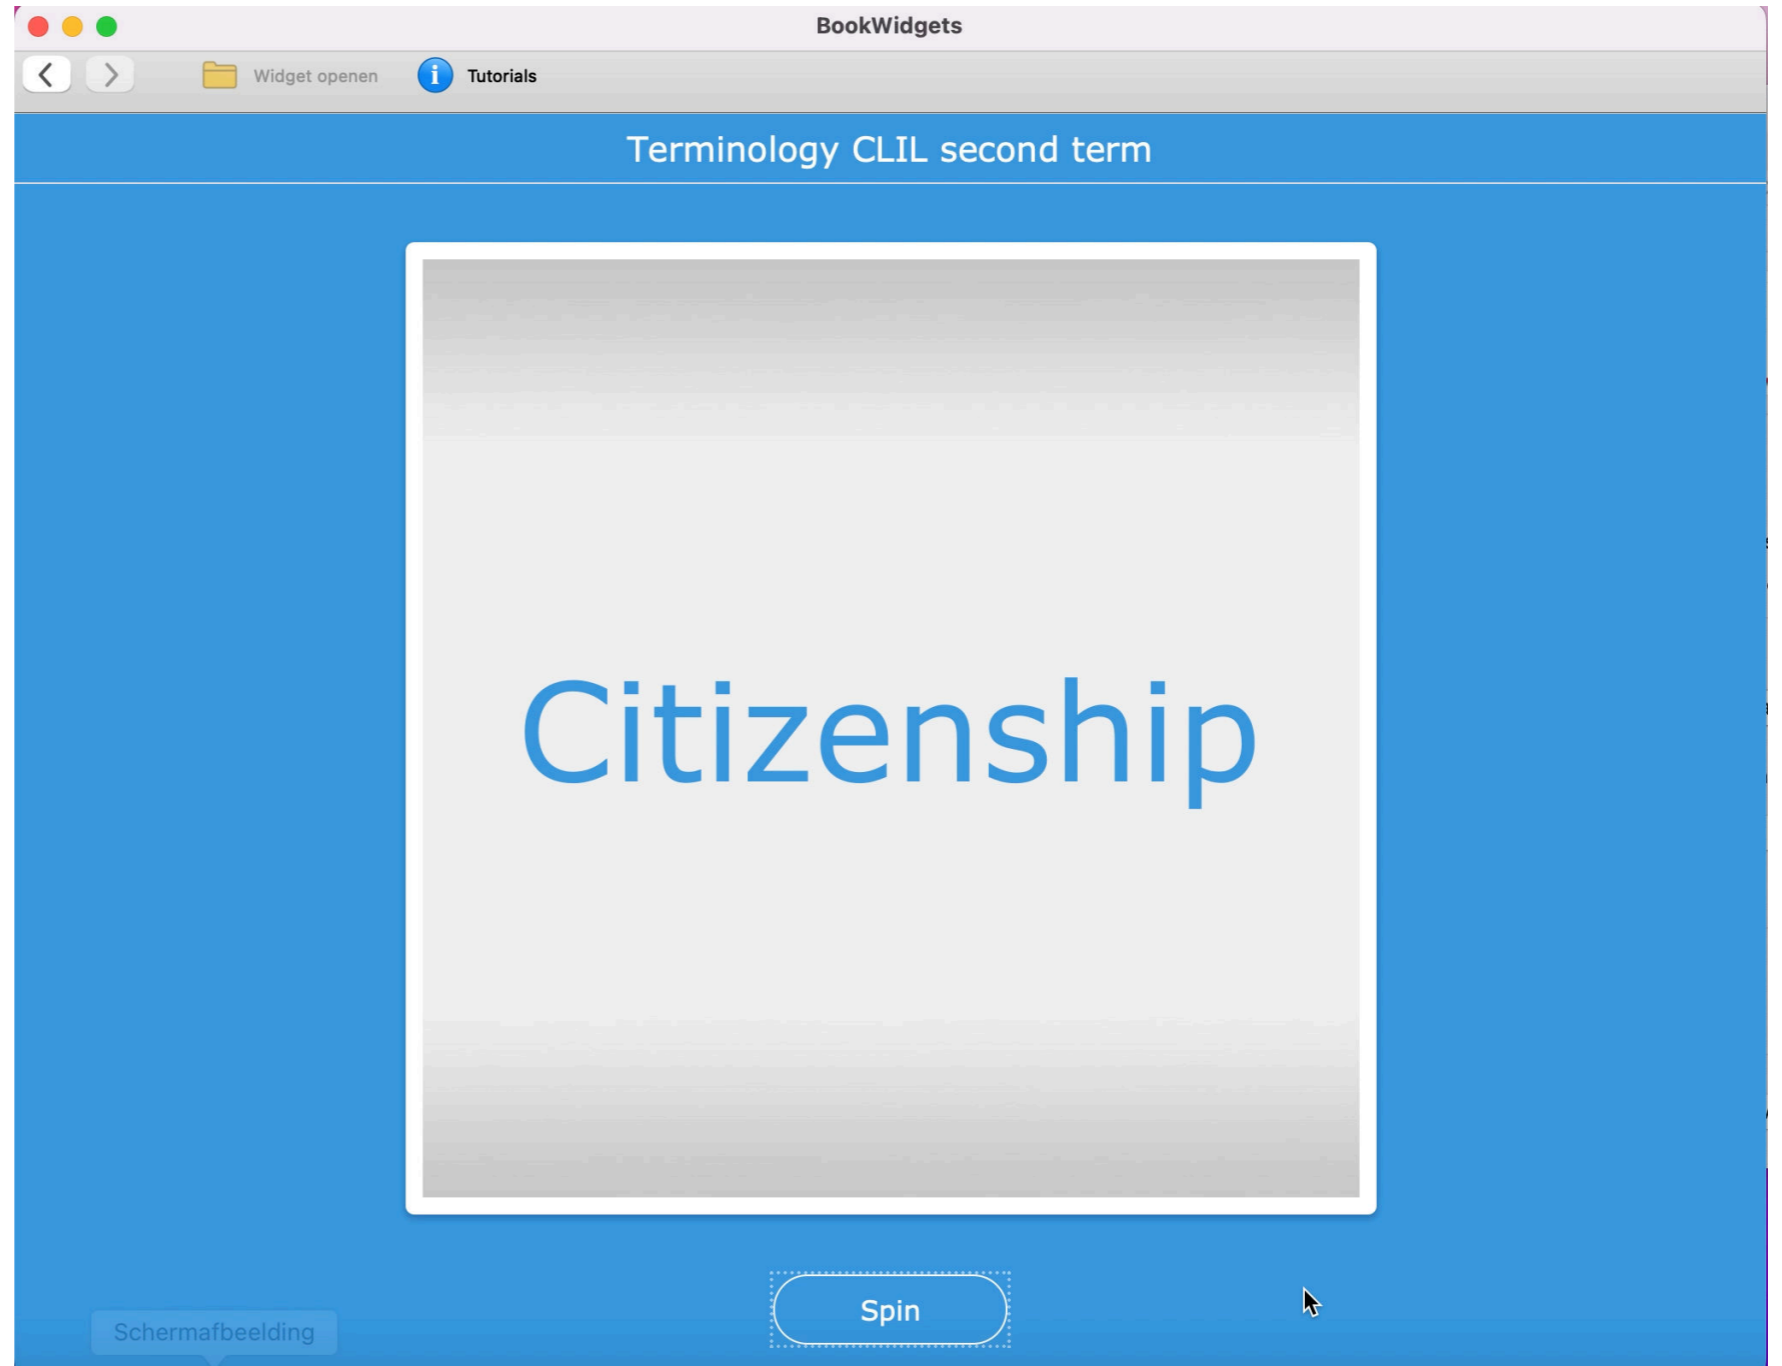 BookWidgets
Widget openen Tutorials
Terminology CLIL second term
Citizenship
Spin
Schermafbeelding